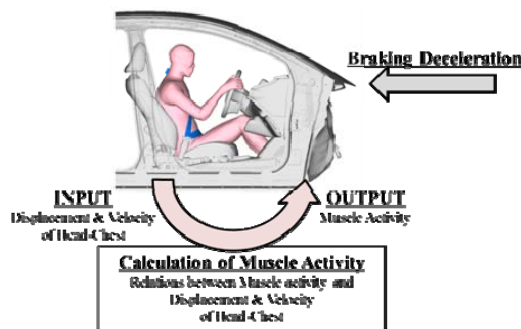 Braking Deceleration
INPUT
Displacement & Velocity
of Head-Chest
OUTPUT
Muscle Activity
Calculation of Muscle Activity
Relations between Muscle activity and
Displacement & Velocity
of Head-Chest